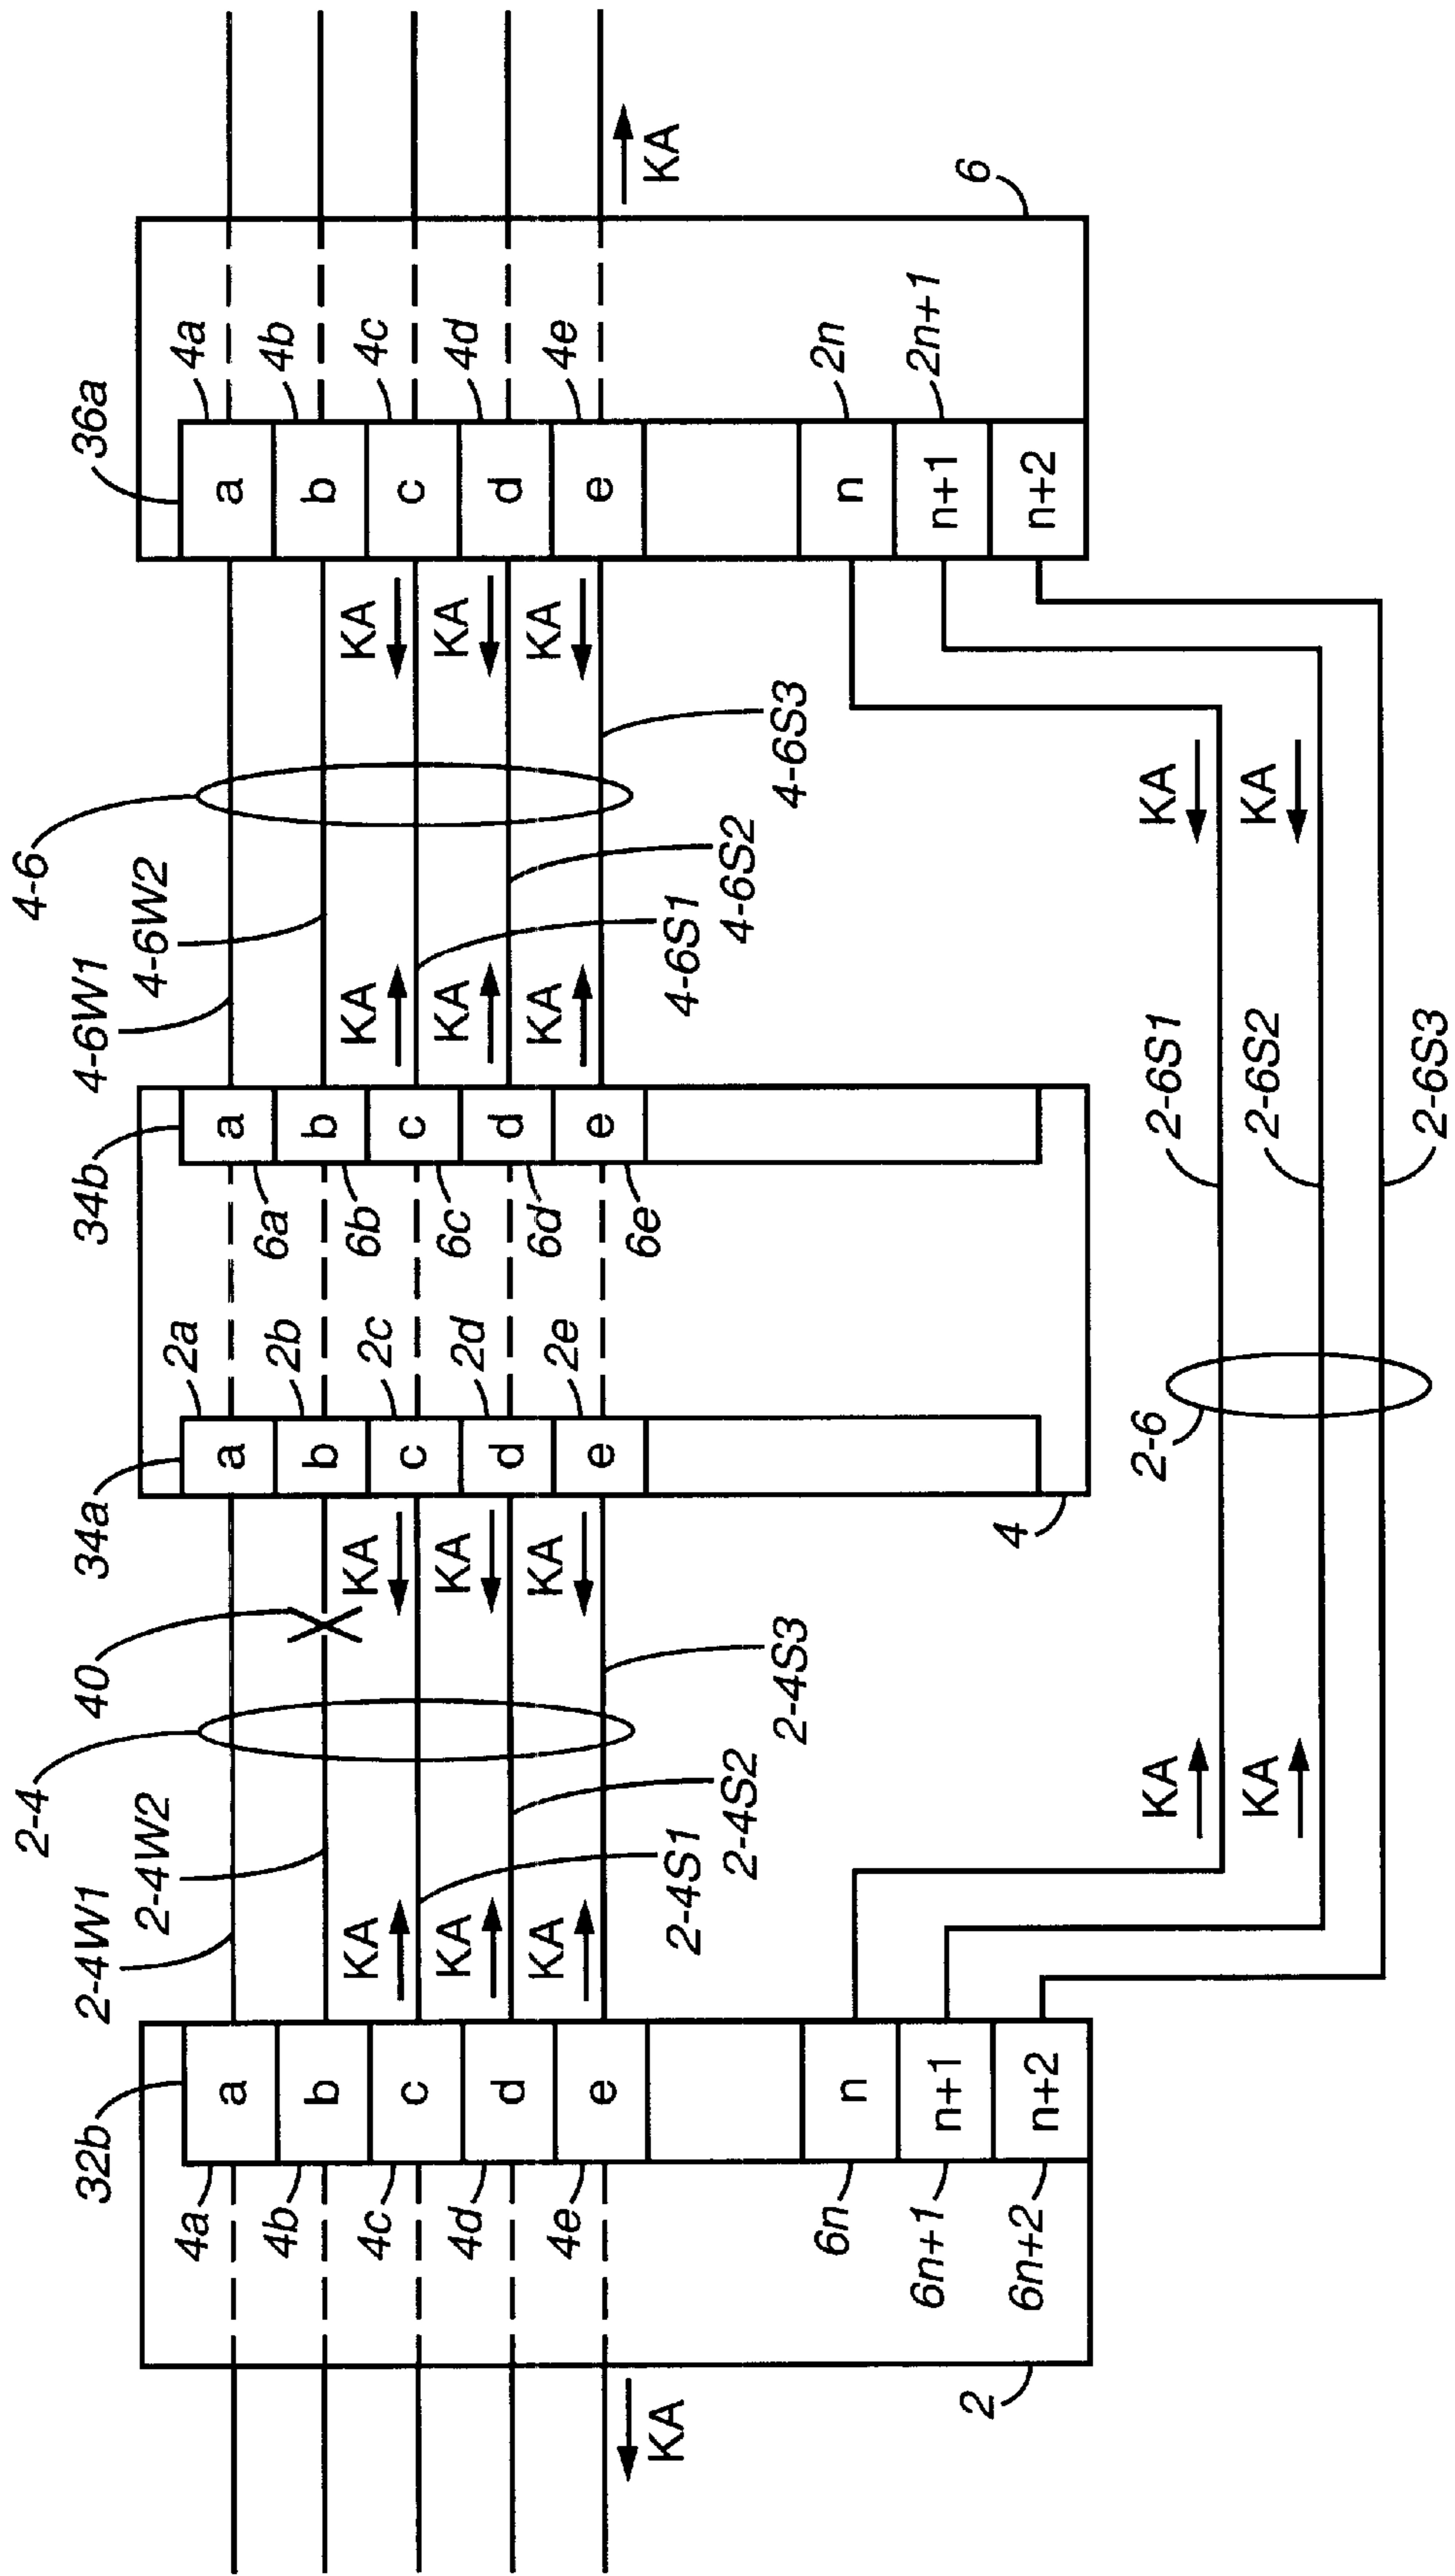 2-4
40
34a
34b
4-6
36a
32b
2-4W1
2-4W2
4-6W1
4-6W2
4a
a
a
2a
a
6a
a
4a
4b
b
b
2b
b
6b
b
4b
4c
c
KA
KA
c
2c
c
6c
KA
KA
c
4c
4d
d
KA
KA
d
2d
d
6d
KA
KA
d
4d
4e
e
KA
KA
e
2e
e
6e
KA
KA
e
4e
KA
KA
2-4S1
2-4S2
2-4S3
4-6S1
4-6S2
4-6S3
6n
n
n
2n
6n+1
n+1
n+1
2n+1
6n+2
n+2
n+2
2
4
6
KA
KA
2-6
2-6S1
KA
KA
2-6S2
2-6S3